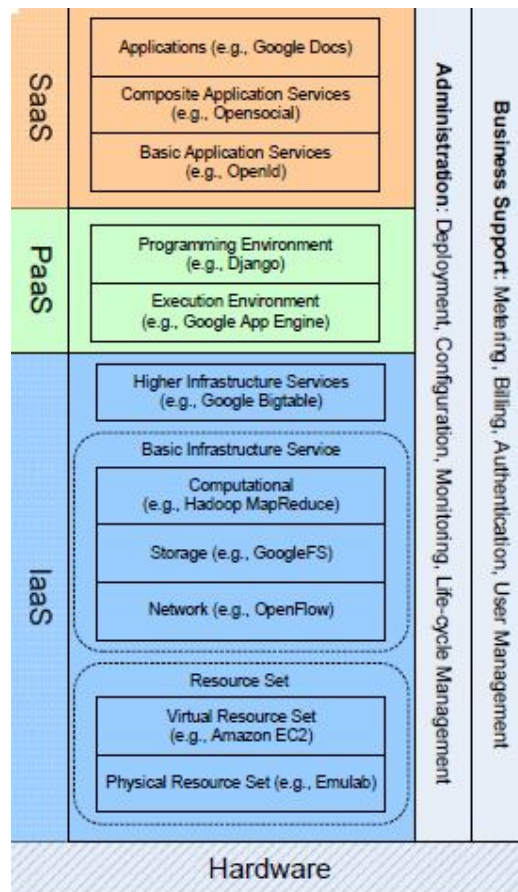 SaaS
Applications (e.g., Google Docs)
Composite Application Services
(e.g., Opensocial)
Basic Application Services
(e.g., OpenId)
PaaS
Programming Environment
(e.g., Django)
Execution Environment
(e.g., Google App Engine)
IaaS
Higher Infrastructure Services
(e.g., Google Bigtable)
Basic Infrastructure Service
Computational
(e.g., Hadoop MapReduce)
Storage (e.g., GoogleFS)
Network (e.g., OpenFlow)
Resource Set
Virtual Resource Set
(e.g., Amazon EC2)
Physical Resource Set (e.g., Emulab)
Administration: Deployment, Configuration, Monitoring, Life-cycle Management
Business Support: Metering, Billing, Authentication, User Management
Hardware